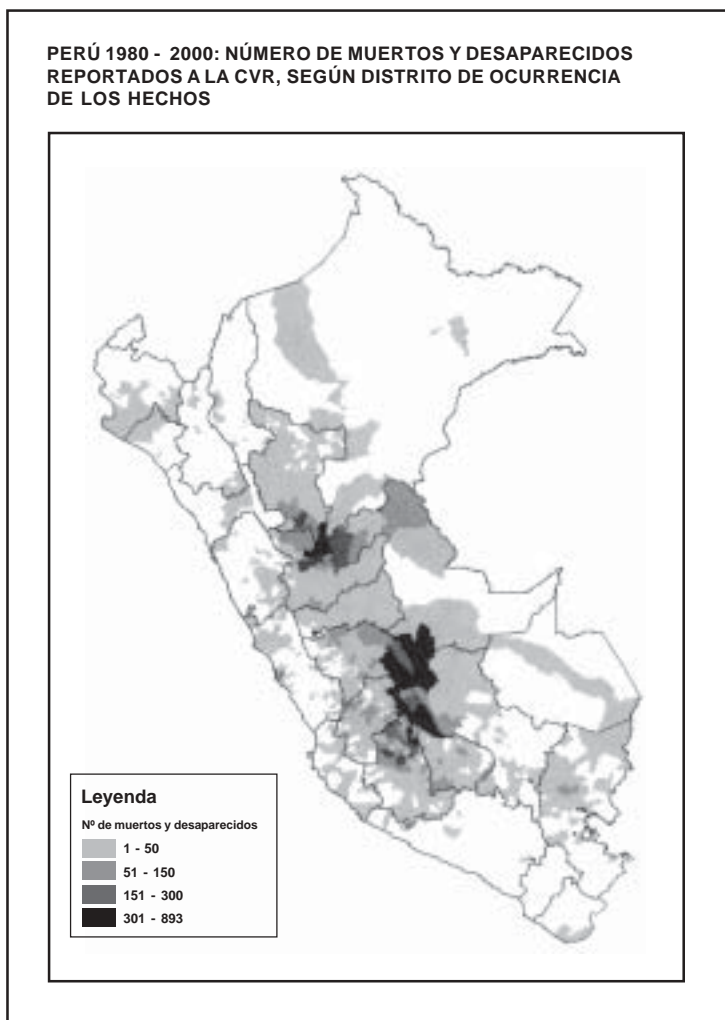 PERÚ 1980 - 2000: NÚMERO DE MUERTOS Y DESAPARECIDOS
REPORTADOS A LA CVR, SEGÚN DISTRITO DE OCURRENCIA
DE LOS HECHOS
Leyenda
Nº de muertos y desaparecidos
1 - 50
51 - 150
151 - 300
301 - 893